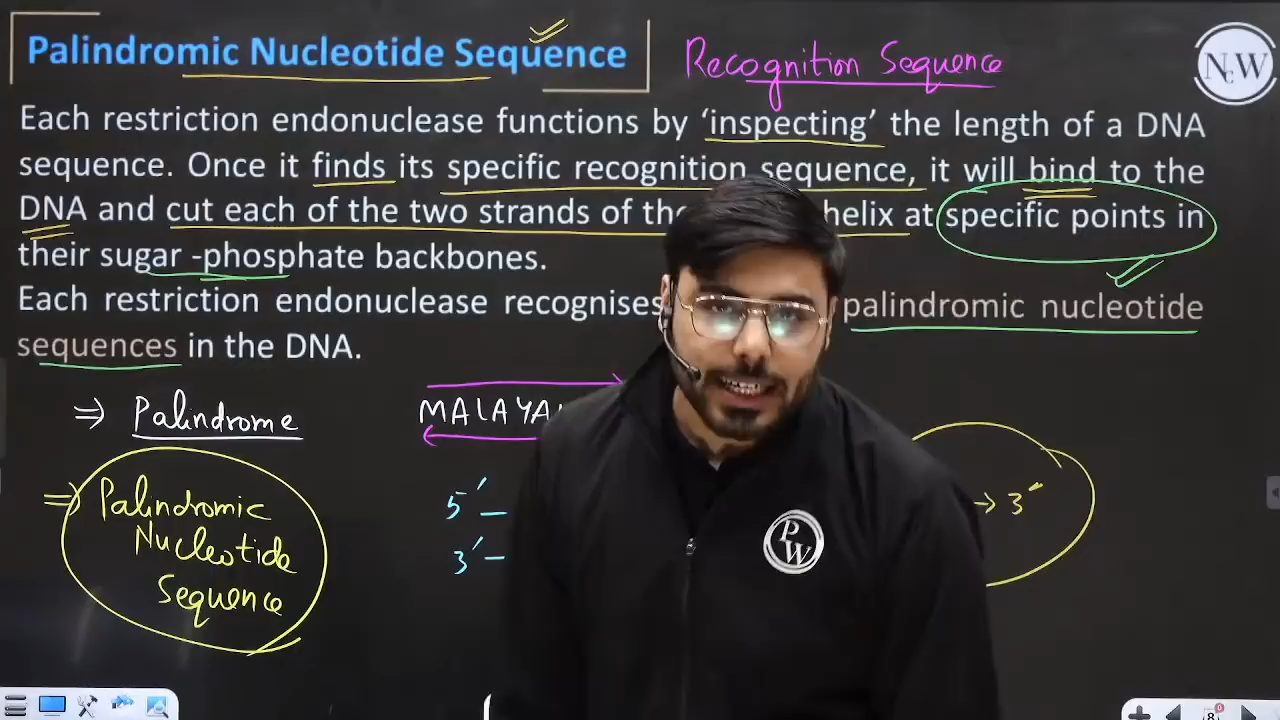 Palindromic Nucleotide Sequence
Recognition Sequence
NcW
Each restriction endonuclease functions by ‘inspecting’ the length of a DNA
sequence. Once it finds its specific recognition sequence, it will bind to the
DNA and cut each of the two strands of the helix at specific points in
their sugar -phosphate backbones.
Each restriction endonuclease recognises palindromic nucleotide
sequences in the DNA.
⇒ Palindrome
MALAYA
⇒ Palindromic
Nucleotide
Sequence
5′–
→ 3′
3′–
PW
8